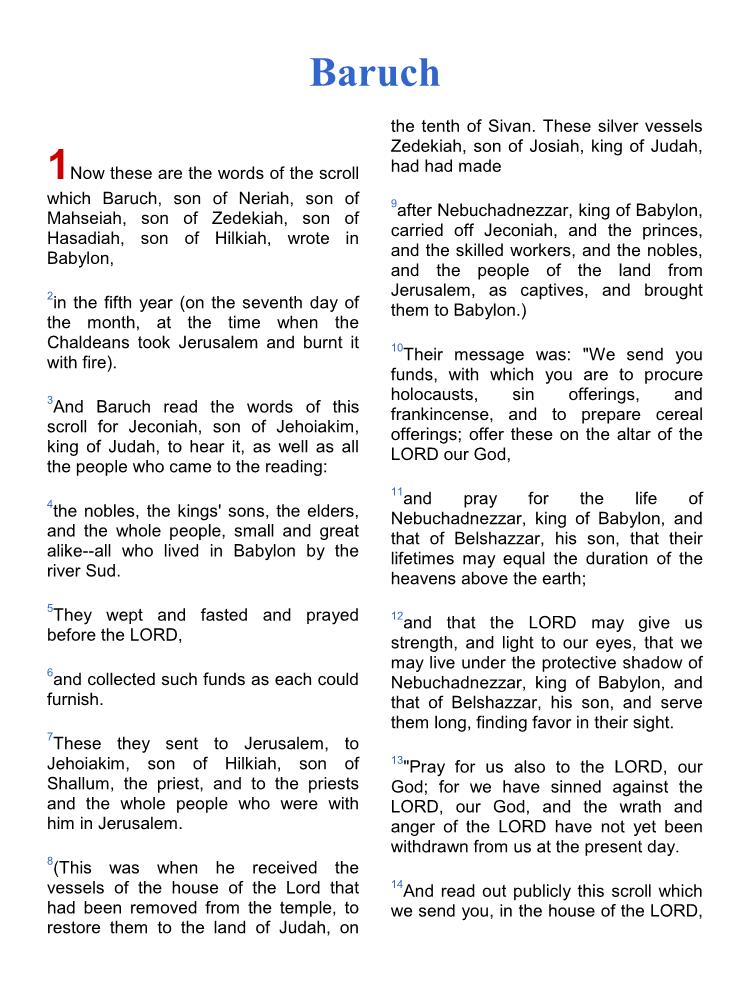 Baruch
1Now these are the words of the scroll
which Baruch, son of Neriah, son of
Mahseiah, son of Zedekiah, son of
Hasadiah, son of Hilkiah, wrote in
Babylon,
2in the fifth year (on the seventh day of
the month, at the time when the
Chaldeans took Jerusalem and burnt it
with fire).
3And Baruch read the words of this
scroll for Jeconiah, son of Jehoiakim,
king of Judah, to hear it, as well as all
the people who came to the reading:
4the nobles, the kings' sons, the elders,
and the whole people, small and great
alike--all who lived in Babylon by the
river Sud.
5They wept and fasted and prayed
before the LORD,
6and collected such funds as each could
furnish.
7These they sent to Jerusalem, to
Jehoiakim, son of Hilkiah, son of
Shallum, the priest, and to the priests
and the whole people who were with
him in Jerusalem.
8(This was when he received the
vessels of the house of the Lord that
had been removed from the temple, to
restore them to the land of Judah, on
the tenth of Sivan. These silver vessels
Zedekiah, son of Josiah, king of Judah,
had had made
9after Nebuchadnezzar, king of Babylon,
carried off Jeconiah, and the princes,
and the skilled workers, and the nobles,
and the people of the land from
Jerusalem, as captives, and brought
them to Babylon.)
10Their message was: "We send you
funds, with which you are to procure
holocausts, sin offerings, and
frankincense, and to prepare cereal
offerings; offer these on the altar of the
LORD our God,
11and pray for the life of
Nebuchadnezzar, king of Babylon, and
that of Belshazzar, his son, that their
lifetimes may equal the duration of the
heavens above the earth;
12and that the LORD may give us
strength, and light to our eyes, that we
may live under the protective shadow of
Nebuchadnezzar, king of Babylon, and
that of Belshazzar, his son, and serve
them long, finding favor in their sight.
13"Pray for us also to the LORD, our
God; for we have sinned against the
LORD, our God, and the wrath and
anger of the LORD have not yet been
withdrawn from us at the present day.
14And read out publicly this scroll which
we send you, in the house of the LORD,